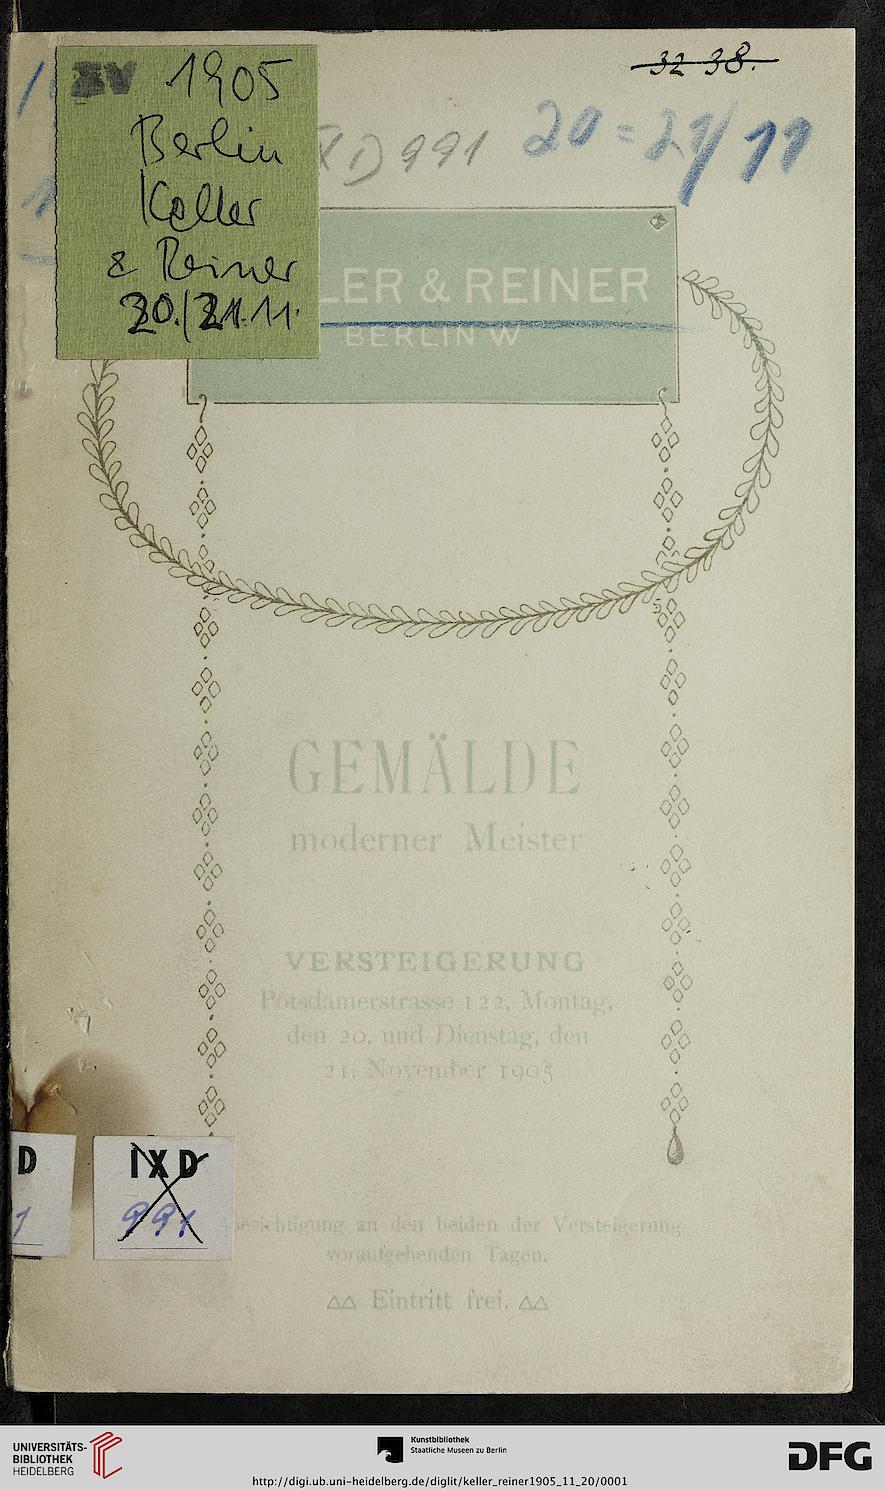 32 38.
1905
Berlin
Keller
& Reiner
20./21.11.
X D 991
20 = 21/11
LER & REINER
BERLIN W
GEMÄLDE
moderner Meister
VERSTEIGERUNG
Potsdamerstrasse 122, Montag,
den 20. und Dienstag, den
21. November 1905
D
1
IXD
991
besichtigung an den beiden der Versteigerung
voraufgehenden Tagen.
△△ Eintritt frei. △△
UNIVERSITÄTS-
BIBLIOTHEK
HEIDELBERG
Kunstbibliothek
Staatliche Museen zu Berlin
DFG
http://digi.ub.uni-heidelberg.de/diglit/keller_reiner1905_11_20/0001